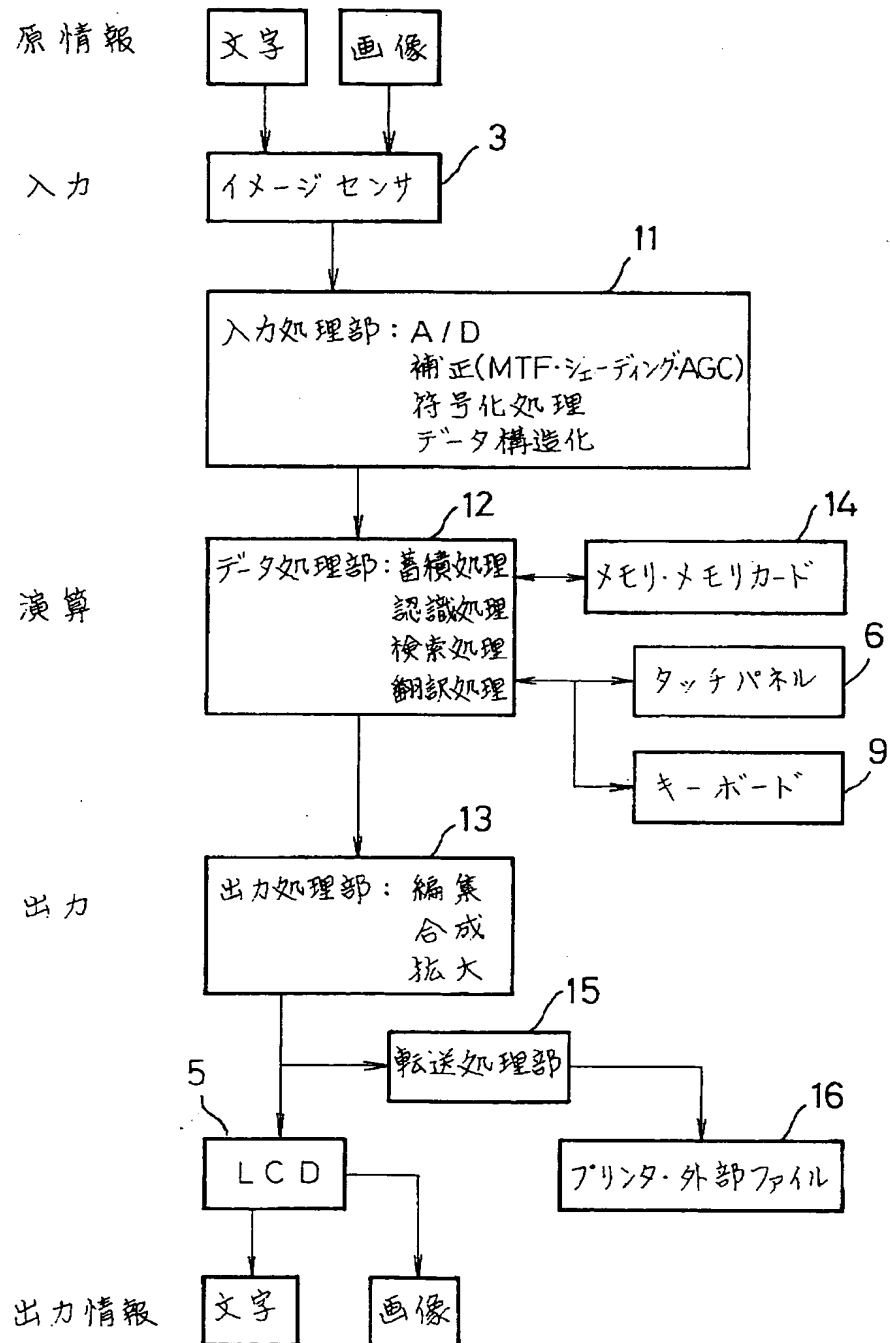 原情報
文字 画像
3
入力 イメージセンサ
11
入力処理部：A/D
補正(MTF・シェーディング・AGC)
符号化処理
データ構造化
12
14
データ処理部：蓄積処理 メモリ・メモリカード
演算 認識処理
検索処理 6
翻訳処理 タッチパネル
9
キーボード
13
出力 出力処理部：編集
合成
拡大
15
転送処理部
5
16
LCD プリンタ・外部ファイル
出力情報 文字 画像